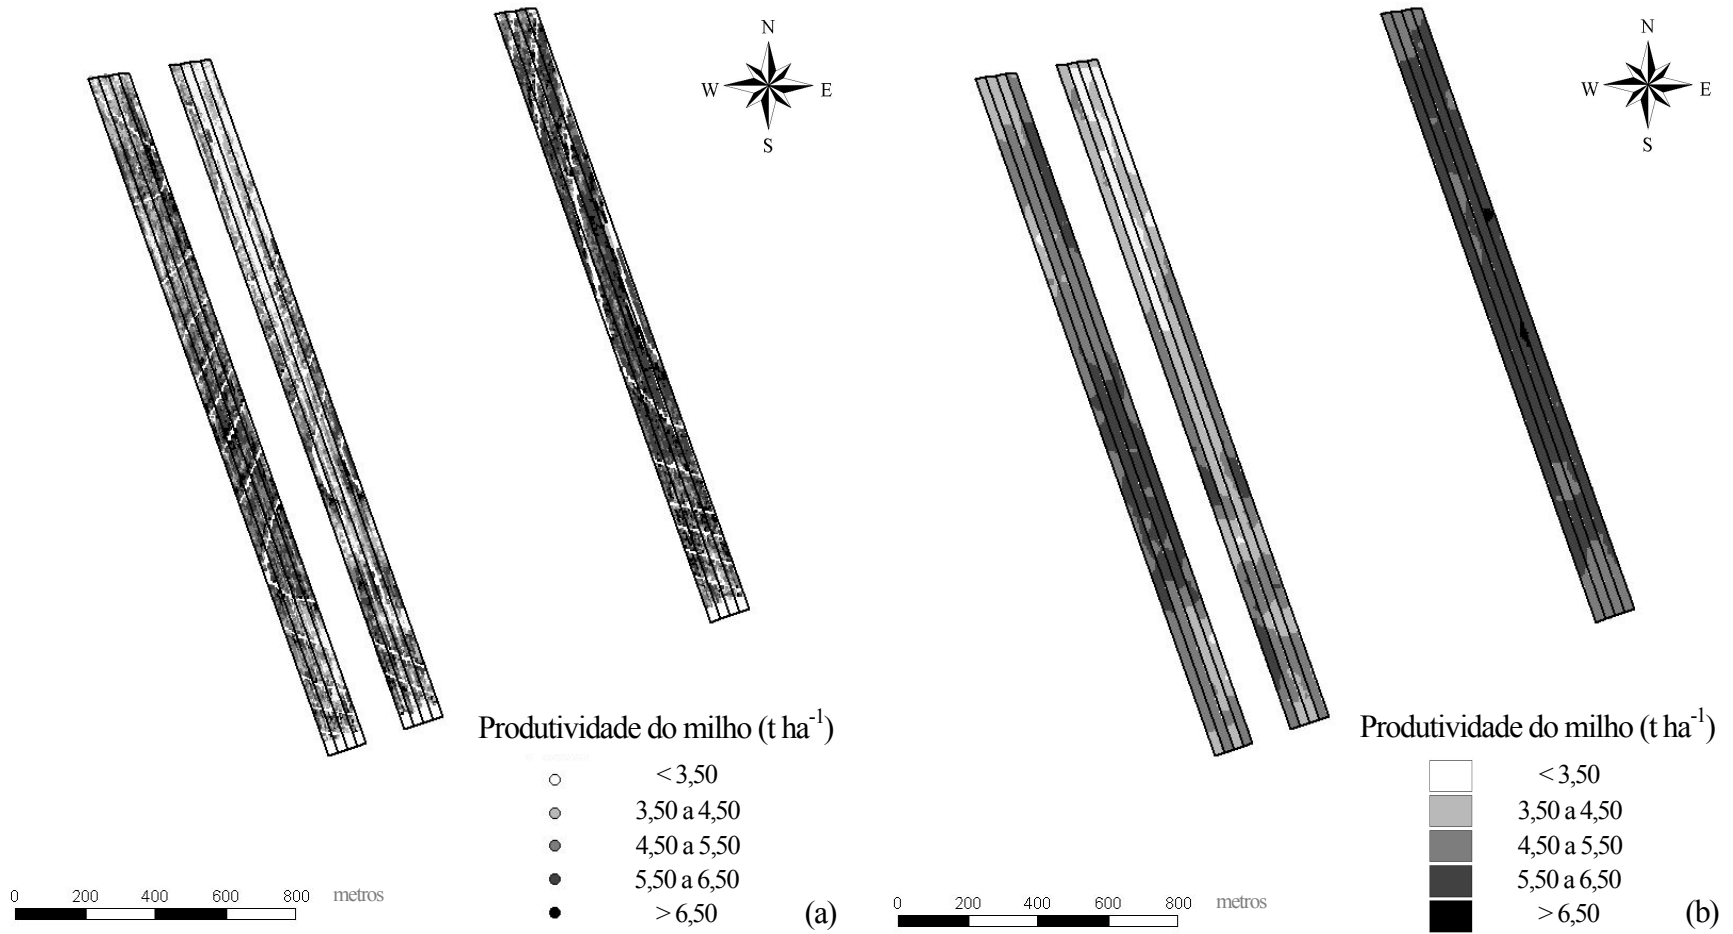 N
W E
S
Produtividade do milho (t ha⁻¹)
< 3,50
3,50 a 4,50
4,50 a 5,50
5,50 a 6,50
> 6,50
0 200 400 600 800 metros
(a)
N
W E
S
Produtividade do milho (t ha⁻¹)
< 3,50
3,50 a 4,50
4,50 a 5,50
5,50 a 6,50
> 6,50
0 200 400 600 800 metros
(b)